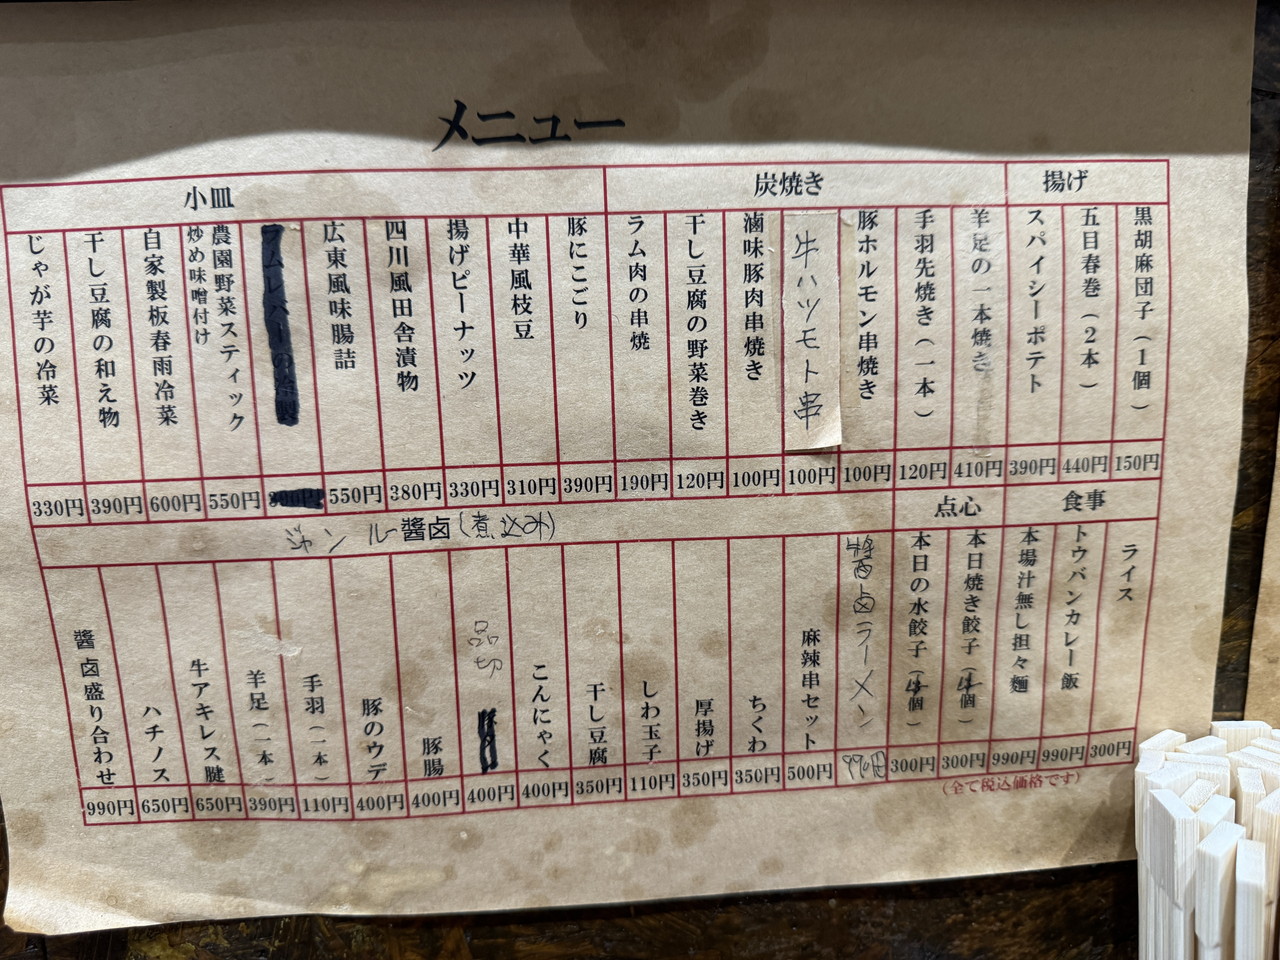 メニュー
揚げ
黒胡麻団子（1個） 150円
五目春巻（2本） 440円
スパイシーポテト 390円
炭焼き
羊足の一本焼き 410円
手羽先焼き（一本） 120円
豚ホルモン串焼き 100円
牛ハツモト串 100円
滷味豚肉串焼き 100円
干し豆腐の野菜巻き 120円
ラム肉の串焼 190円
小皿
豚にこごり 390円
中華風枝豆 310円
揚げピーナッツ 330円
四川風田舎漬物 380円
広東風味腸詰 550円
農園野菜スティック
炒め味噌付け 550円
自家製板春雨冷菜 600円
干し豆腐の和え物 390円
じゃが芋の冷菜 330円
食事
ライス 300円
トウバンカレー飯 990円
本場汁無し担々麺 990円
点心
本日焼き餃子（4個） 300円
本日の水餃子（4個） 300円
ジャンルー醬卤(煮込み)
醬卤ラーメン 990円
麻辣串セット 500円
ちくわ 350円
厚揚げ 350円
しわ玉子 110円
干し豆腐 350円
こんにゃく 400円
品切 400円
豚腸 400円
豚のウデ 400円
手羽（一本） 110円
羊足（一本） 390円
牛アキレス腱 650円
ハチノス 650円
醬卤盛り合わせ 990円
（全て税込価格です）